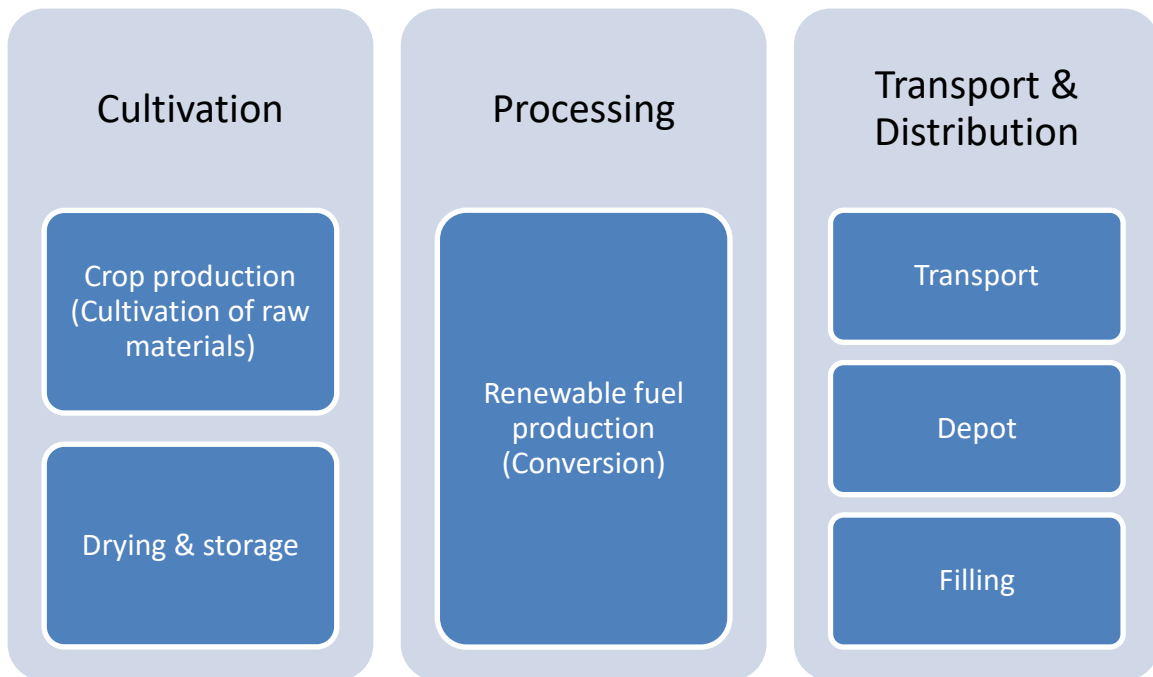 Cultivation
Crop production
(Cultivation of raw
materials)
Drying & storage
Processing
Renewable fuel
production
(Conversion)
Transport &
Distribution
Transport
Depot
Filling